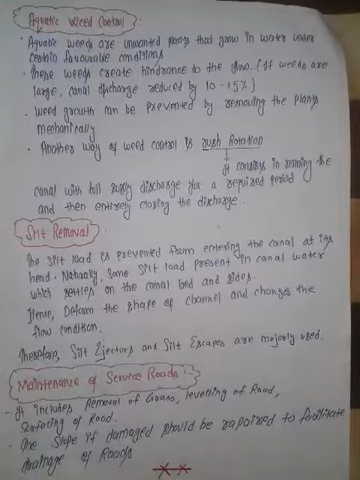 Aquatic Weed Control:
• Aquatic weeds are unwanted plants that grow in water under
certain favourable conditions
• These weeds create hindrance to the flow. (If weeds are
large, canal discharge reduced by 10-15%)
• Weed growth can be prevented by removing the plants
mechanically
• Another way of weed control is rush Rotation
It consists in running the
canal with full supply discharge for a required period
and then entirely closing the discharge.
Silt Removal:
The silt load is prevented from entering the canal at its
head. Naturally, some silt load present in canal water
which settles on the canal bed and sides.
Hence, Deform the shape of channel and changes the
flow condition.
Therefore, Silt Ejectors and Silt Escapes are majorly used.
Maintenance of Service Roads:-
- It includes Removal of Grass, levelling of Road,
Surfacing of Road.
- The Slope if damaged should be rapaired to facilitate
drainage of Roads